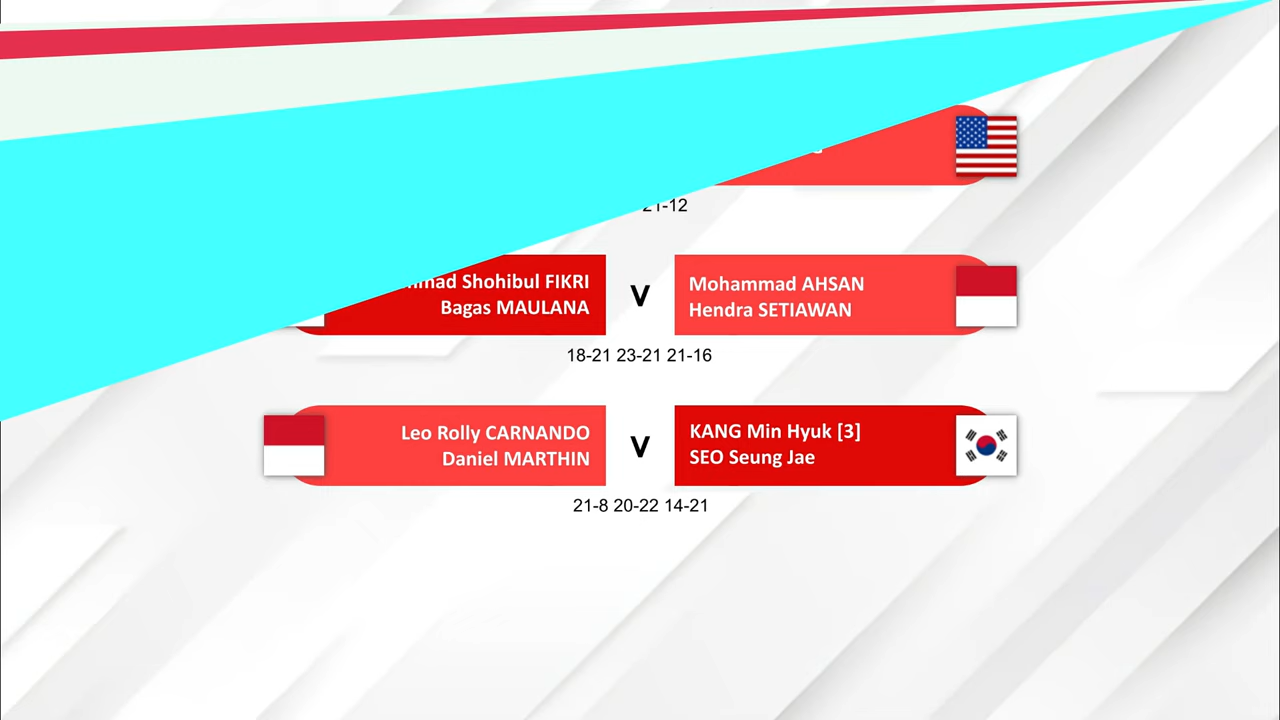 21-12
Shohibul FIKRI
Bagas MAULANA
V
Mohammad AHSAN
Hendra SETIAWAN
18-21 23-21 21-16
Leo Rolly CARNANDO
Daniel MARTHIN
V
KANG Min Hyuk [3]
SEO Seung Jae
21-8 20-22 14-21